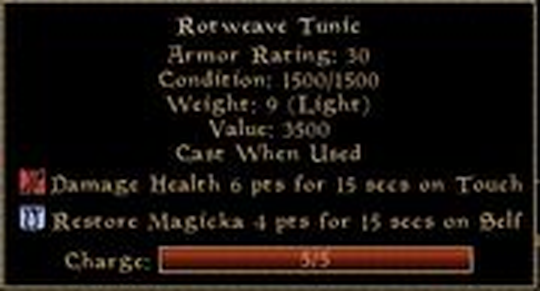 Rotweave Tunic
Armor Rating: 30
Condition: 1500/1500
Weight: 9 (Light)
Value: 3500
Cast When Used
Damage Health 6 pts for 15 secs on Touch
Restore Magicka 4 pts for 15 secs on Self
Charge: 5/5